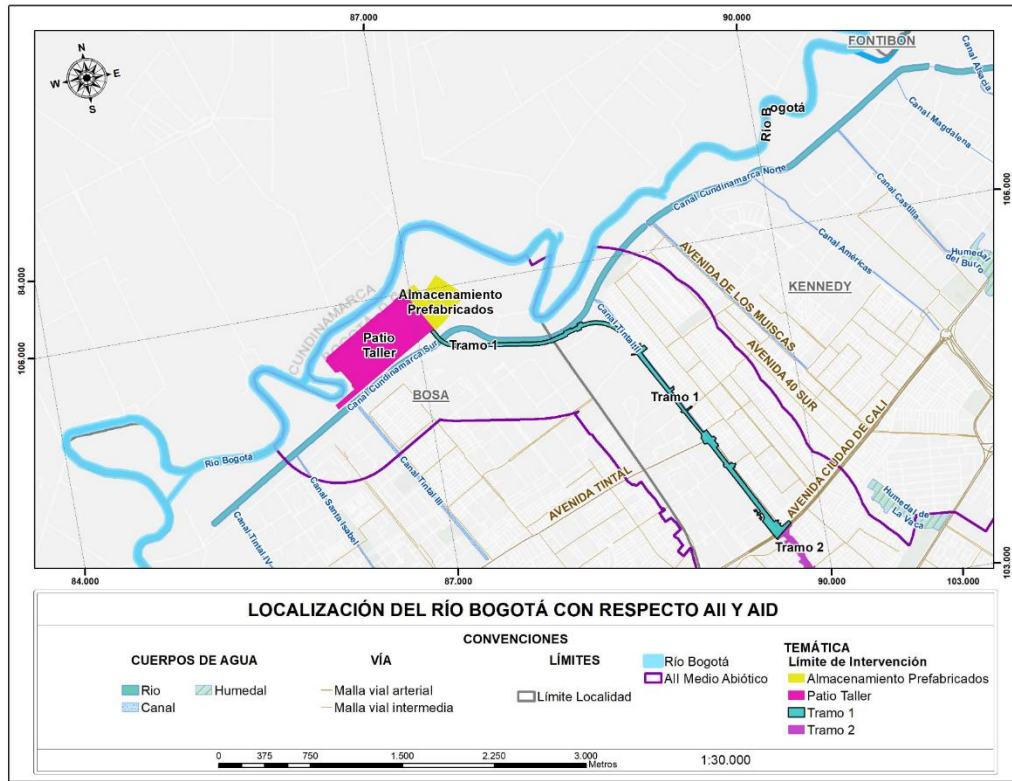 87.000
90.000
FONTIBÓN
N
E
W
S
Canal Alsacia
Río Bogotá
Canal Magdalena
Canal Cundinamarca Norte
Canal Castilla
106.000
Canal Américas
Humedal
del Burro
AVENIDA DE LOS MUISCAS
KENNEDY
84.000
CUNDINAMARCA
Almacenamiento
Prefabricados
Canal Tintal II
Patio
Taller
Tramo 1
AVENIDA 40 SUR
106.000
Canal Cundinamarca Sur
BOSA
Tramo 1
AVENIDA CIUDAD DE CALI
Río Bogotá
AVENIDA TINTAL
Humedal de
La Vaca
Canal Santa Isabel
Canal Tintal III
Canal Tintal IV
Tramo 2
84.000
87.000
90.000
103.000
103.000
LOCALIZACIÓN DEL RÍO BOGOTÁ CON RESPECTO AII Y AID
CONVENCIONES
CUERPOS DE AGUA
VÍA
LÍMITES
TEMÁTICA
Límite de Intervención
Río
Humedal
Canal
Malla vial arterial
Malla vial intermedia
Límite Localidad
Río Bogotá
AII Medio Abiótico
Almacenamiento Prefabricados
Patio Taller
Tramo 1
Tramo 2
0 375 750 1.500 2.250 3.000
Metros
1:30.000